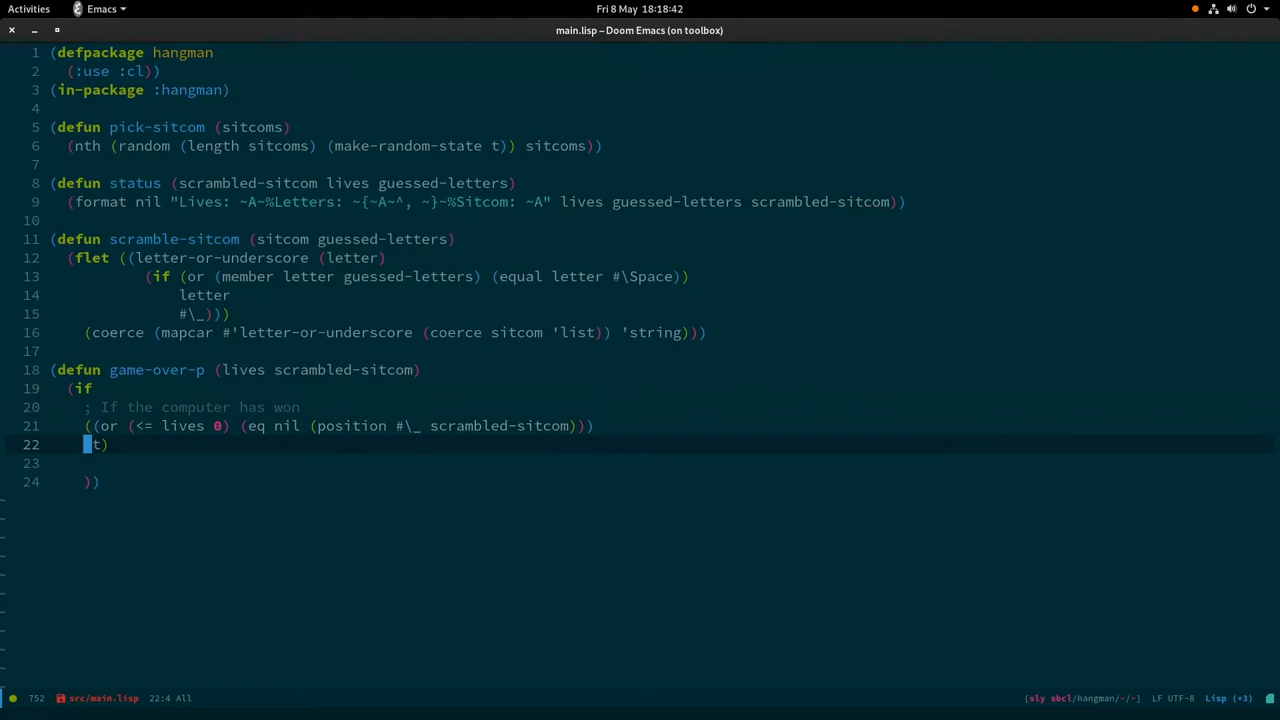 Activities Emacs Fri 8 May 18:18:42
main.lisp – Doom Emacs (on toolbox)
1 (defpackage hangman
2 (:use :cl))
3 (in-package :hangman)
4
5 (defun pick-sitcom (sitcoms)
6 (nth (random (length sitcoms) (make-random-state t)) sitcoms))
7
8 (defun status (scrambled-sitcom lives guessed-letters)
9 (format nil "Lives: ~A~%Letters: ~{~A~^, ~}~%Sitcom: ~A" lives guessed-letters scrambled-sitcom))
10
11 (defun scramble-sitcom (sitcom guessed-letters)
12 (flet ((letter-or-underscore (letter)
13 (if (or (member letter guessed-letters) (equal letter #\Space))
14 letter
15 #\_)))
16 (coerce (mapcar #'letter-or-underscore (coerce sitcom 'list)) 'string)))
17
18 (defun game-over-p (lives scrambled-sitcom)
19 (if
20 ; If the computer has won
21 ((or (<= lives 0) (eq nil (position #\_ scrambled-sitcom)))
22 t)
23
24 ))
~
~
~
~
~
~
~
~
~
~
752 src/main.lisp 22:4 All [sly sbcl/hangman/~/~] LF UTF-8 Lisp (+3)